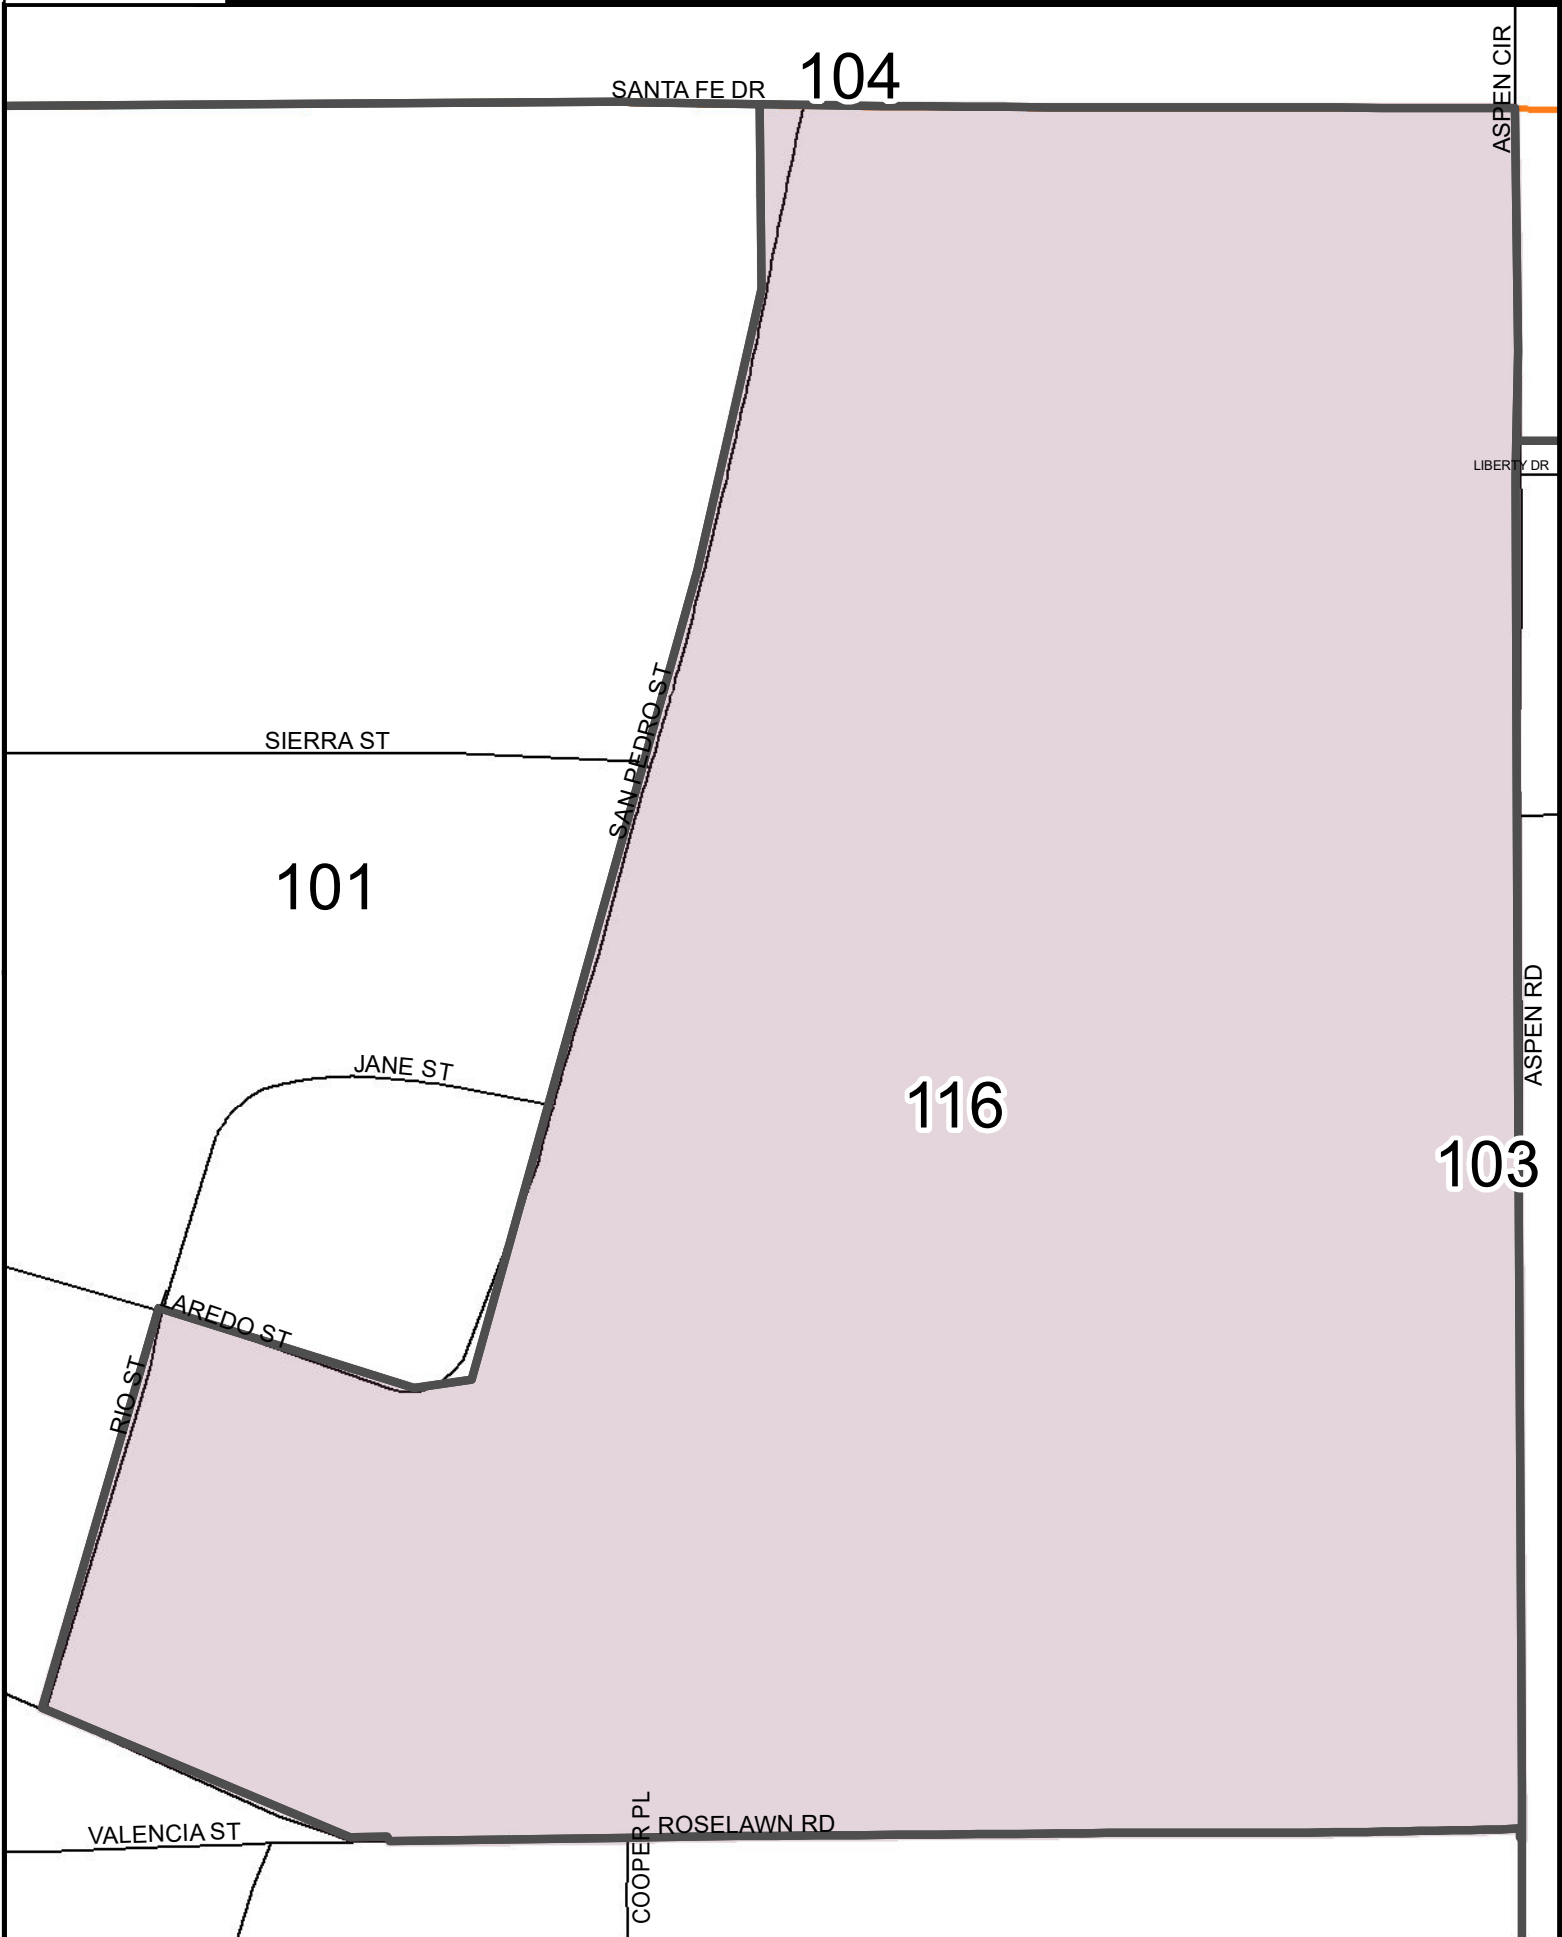 104
SANTA FE DR
ASPEN CIR
LIBERTY DR
SAN PEDRO ST
SIERRA ST
101
ASPEN RD
JANE ST
116
103
LAREDO ST
RIO ST
ROSELAWN RD
VALENCIA ST
COOPER PL